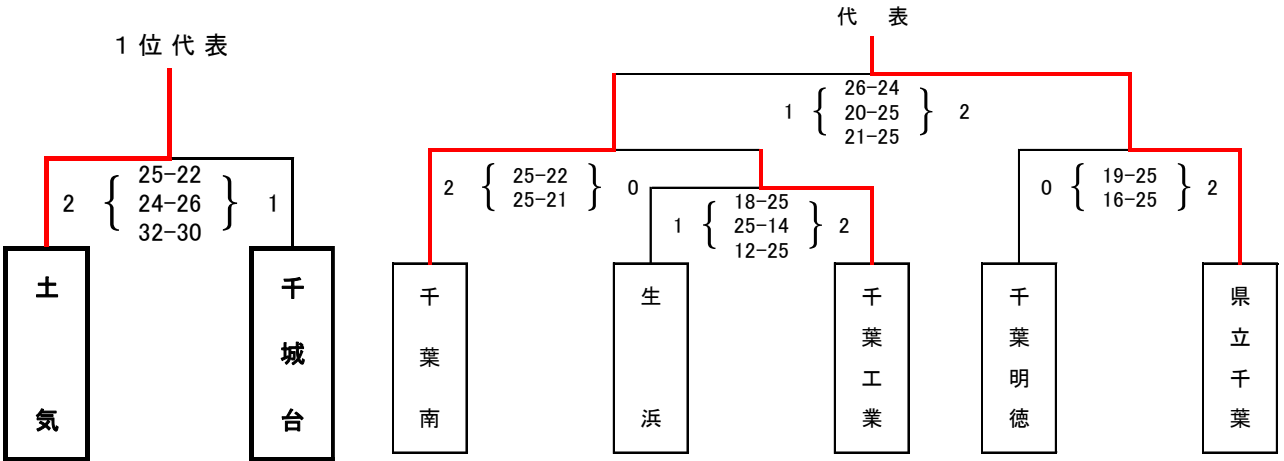 １位代表
2 { 25-22 24-26 32-30 } 1
土気
千城台
代 表
1 { 26-24 20-25 21-25 } 2
2 { 25-22 25-21 } 0
1 { 18-25 25-14 12-25 } 2
0 { 19-25 16-25 } 2
千葉南
生浜
千葉工業
千葉明徳
県立千葉